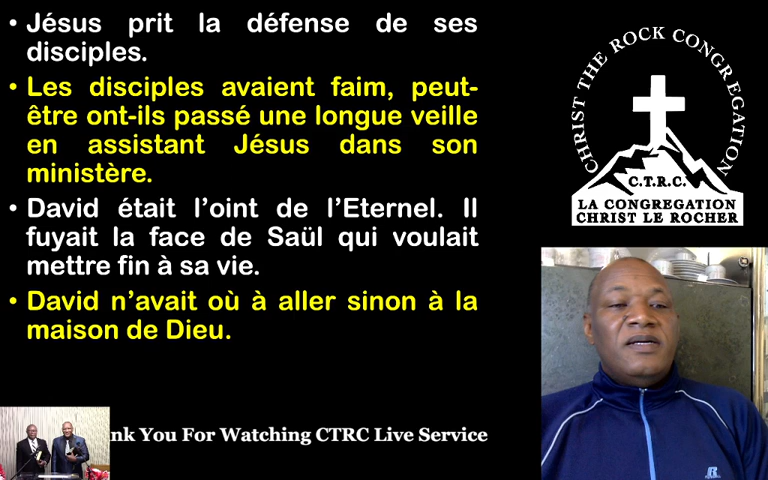 • Jésus prit la défense de ses
disciples.
• Les disciples avaient faim, peut-
être ont-ils passé une longue veille
en assistant Jésus dans son
ministère.
• David était l’oint de l’Eternel. Il
fuyait la face de Saül qui voulait
mettre fin à sa vie.
• David n’avait où à aller sinon à la
maison de Dieu.
CHRIST THE ROCK CONGREGATION
C.T.R.C.
LA CONGREGATION
CHRIST LE ROCHER
You For Watching CTRC Live Service
R